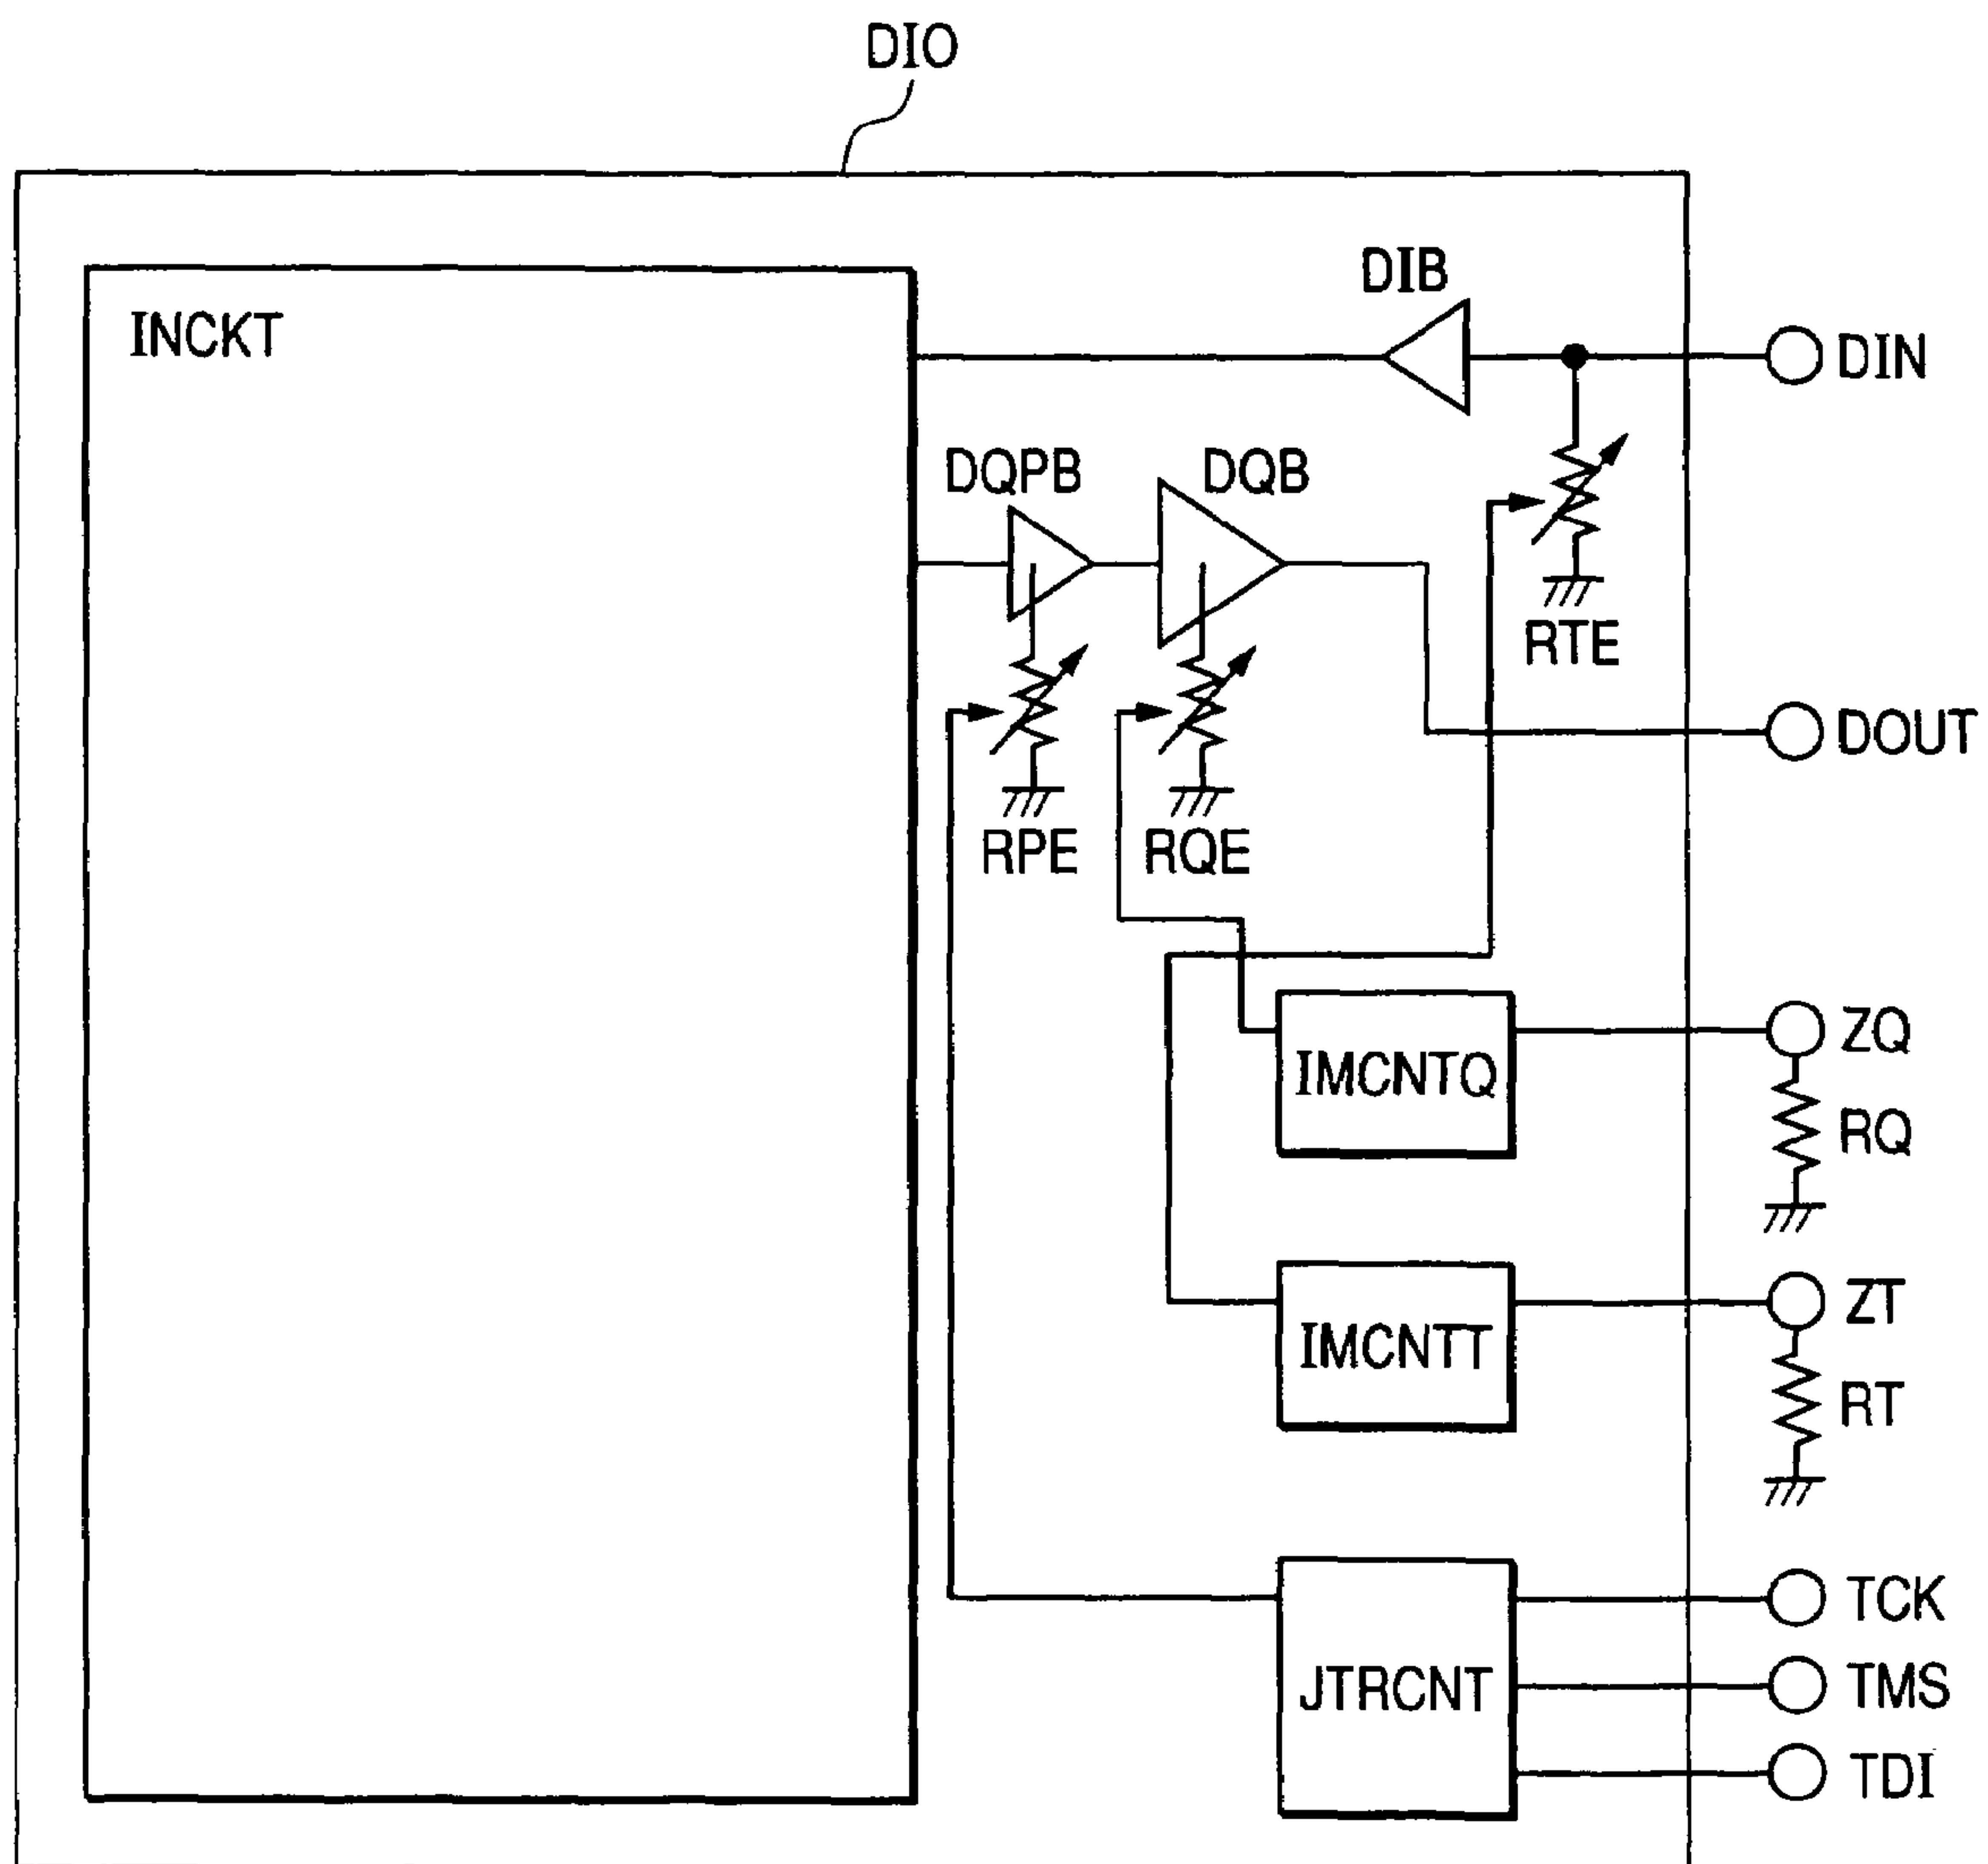 DIO
INCKT
DIB
DIN
DQPB
DQB
RTE
DOUT
RPE
RQE
ZQ
IMCNTQ
RQ
ZT
IMCNTT
RT
TCK
JTRCNT
TMS
TDI